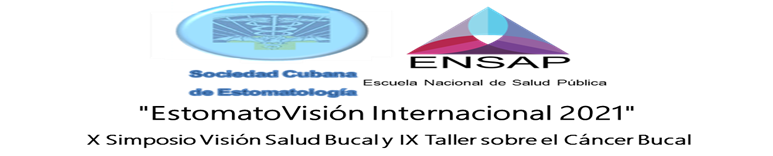 Sociedad Cubana
de Estomatología
ENSAP
Escuela Nacional de Salud Pública
"EstomatoVisión Internacional 2021"
X Simposio Visión Salud Bucal y IX Taller sobre el Cáncer Bucal